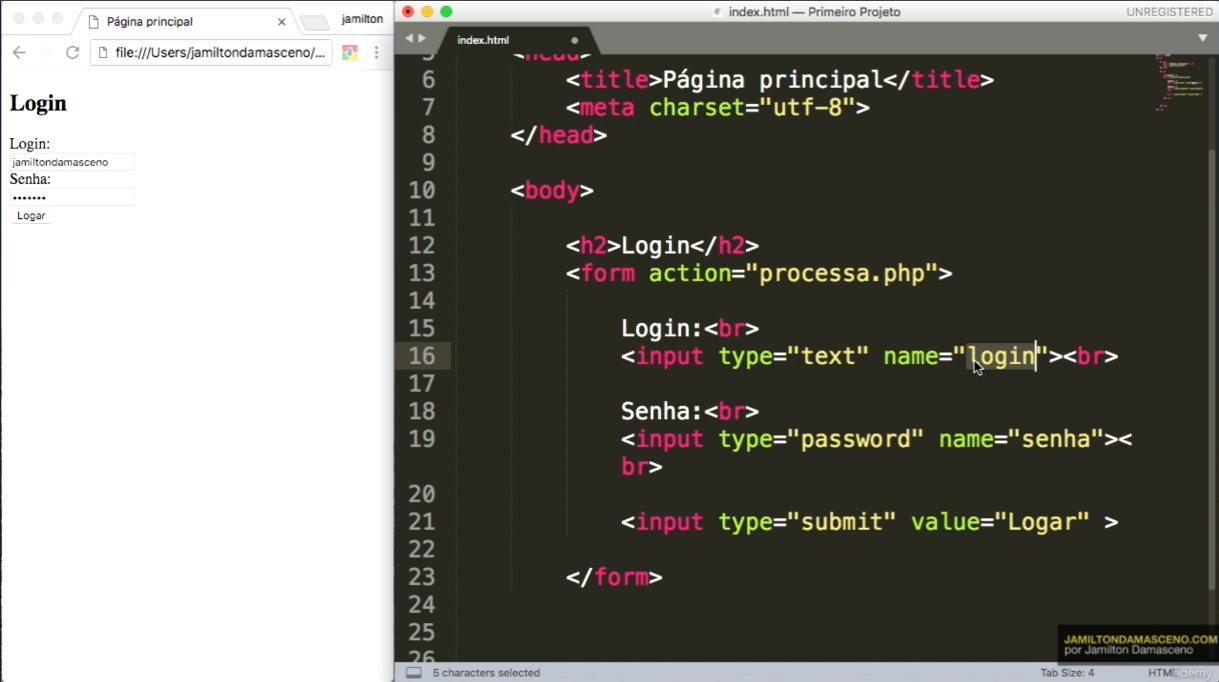 Página principal
jamilton
file:///Users/jamiltondamasceno/...
Login
Login:
jamiltondamasceno
Senha:
•••••••
Logar
index.html — Primeiro Projeto
UNREGISTERED
index.html
5 <head>
6 <title>Página principal</title>
7 <meta charset="utf-8">
8 </head>
9
10 <body>
11
12 <h2>Login</h2>
13 <form action="processa.php">
14
15 Login:<br>
16 <input type="text" name="login"><br>
17
18 Senha:<br>
19 <input type="password" name="senha"><
br>
20
21 <input type="submit" value="Logar" >
22
23 </form>
24
25
26
JAMILTONDAMASCENO.COM
por Jamilton Damasceno
5 characters selected
Tab Size: 4
HTML
udemy